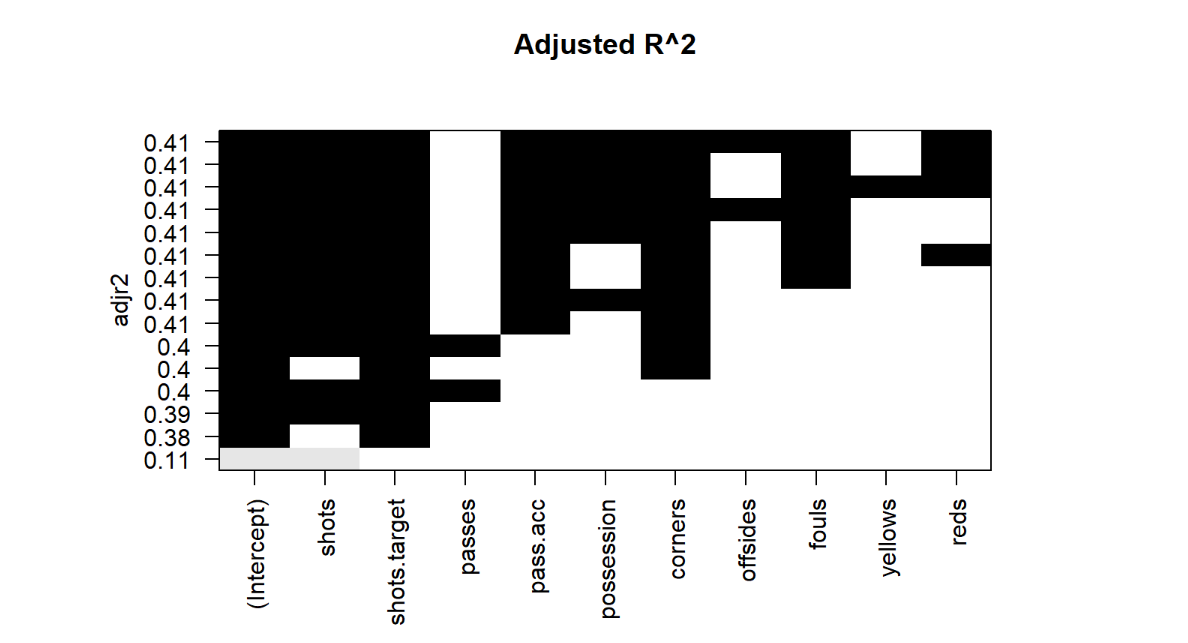 Adjusted R^2
adjr2
0.41
0.41
0.41
0.41
0.41
0.41
0.41
0.41
0.41
0.4
0.4
0.4
0.39
0.38
0.11
(Intercept)
shots
shots.target
passes
pass.acc
possession
corners
offsides
fouls
yellows
reds